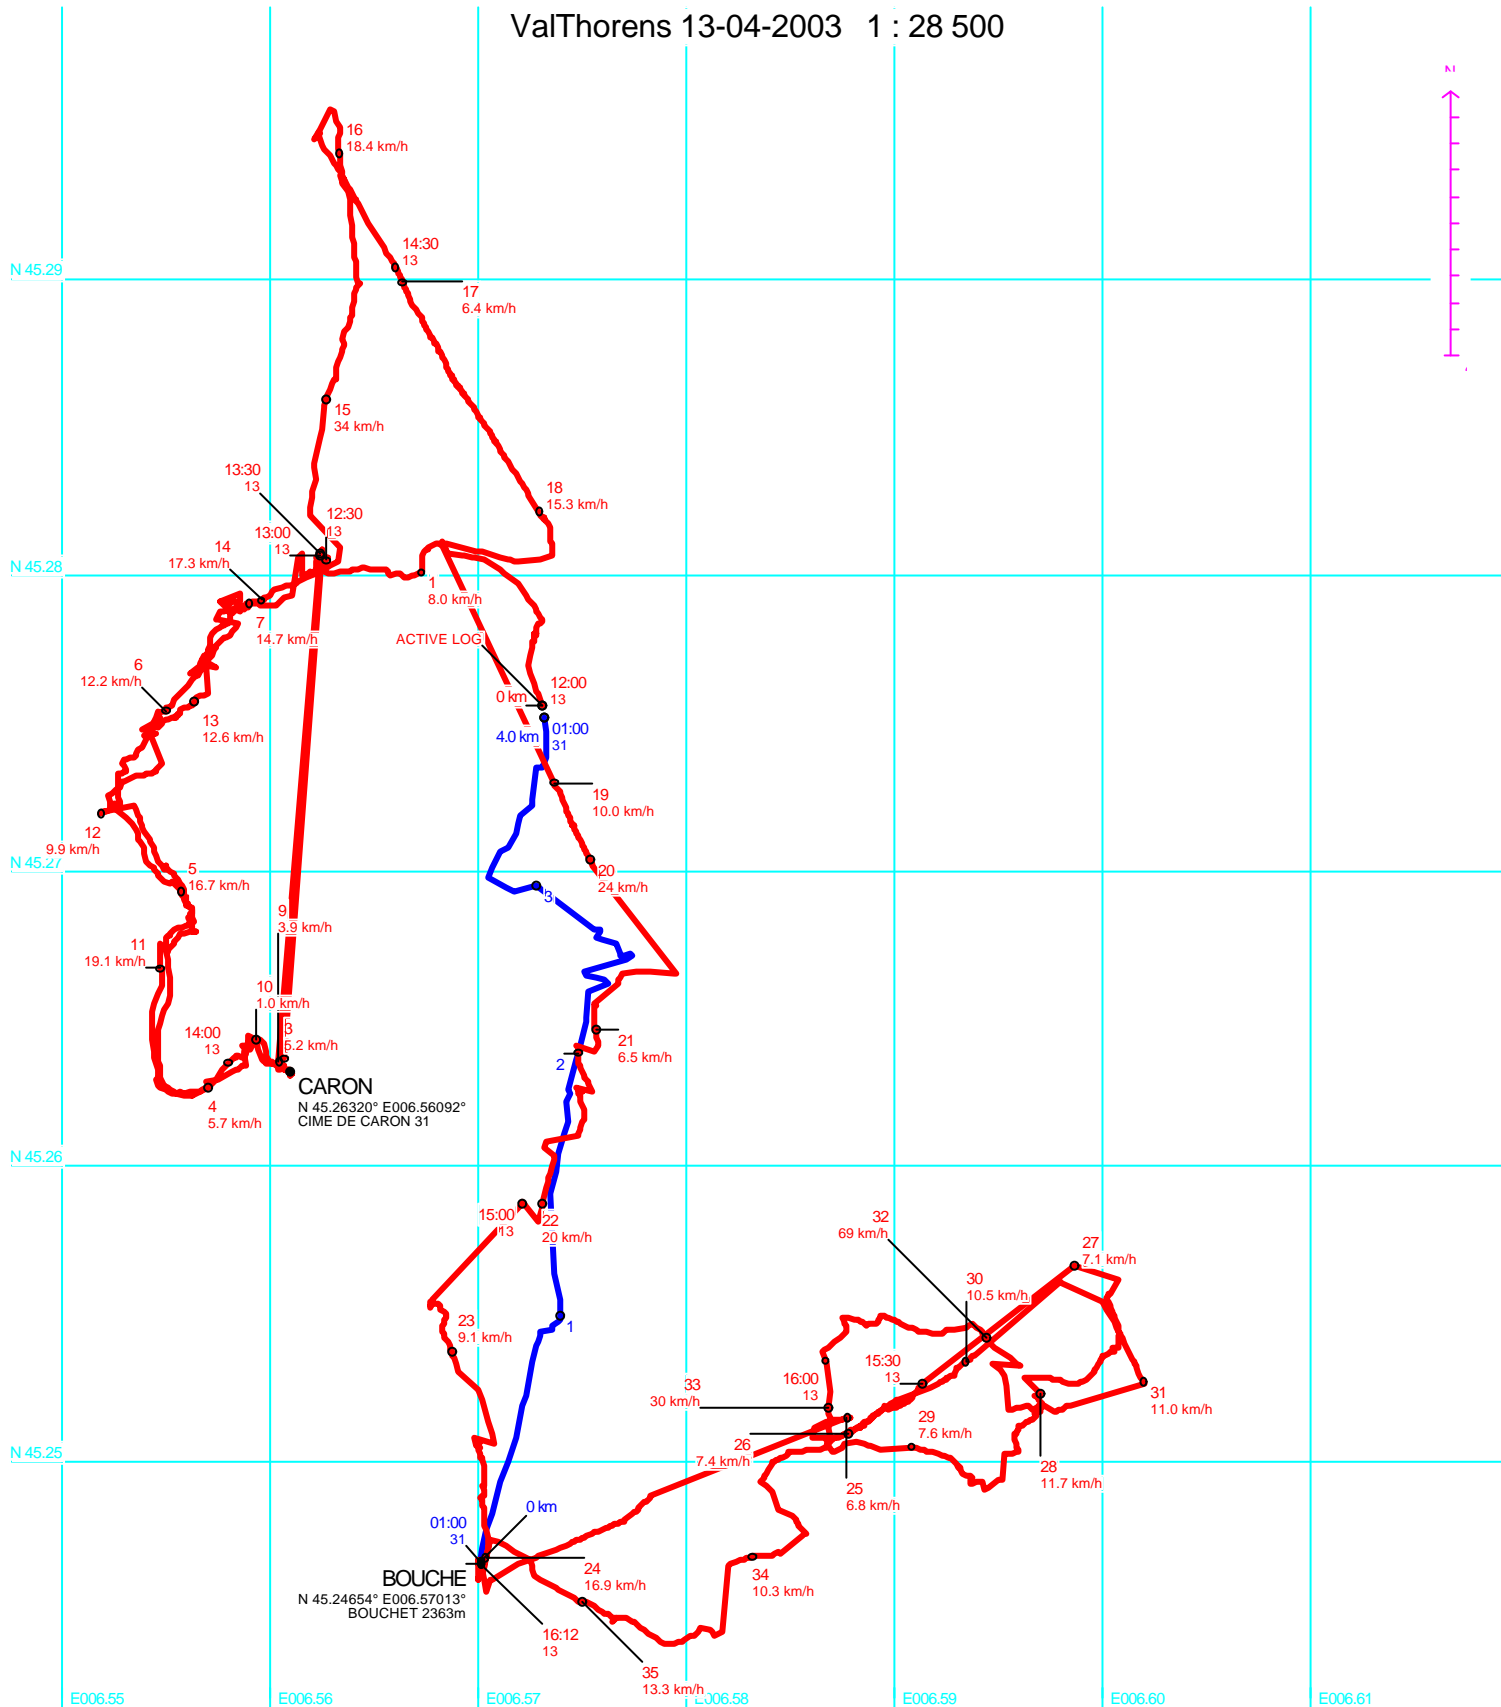 ValThorens 13-04-2003 1 : 28 500
N
16
18.4 km/h
14:30
13
N 45.29
17
6.4 km/h
15
34 km/h
13:30
13
18
15.3 km/h
12:30
13
13:00
13
14
17.3 km/h
N 45.28
1
8.0 km/h
7
14.7 km/h
ACTIVE LOG
6
12.2 km/h
0 km
12:00
13
13
12.6 km/h
4.0 km
01:00
31
19
10.0 km/h
12
9.9 km/h
N 45.27
5
16.7 km/h
20
24 km/h
3
9
3.9 km/h
11
19.1 km/h
10
1.0 km/h
14:00
13
3
5.2 km/h
21
6.5 km/h
2
CARON
N 45.26320° E006.56092°
CIME DE CARON 31
4
5.7 km/h
N 45.26
15:00
13
22
20 km/h
32
69 km/h
27
7.1 km/h
30
10.5 km/h
1
23
9.1 km/h
15:30
13
33
30 km/h
16:00
13
31
11.0 km/h
29
7.6 km/h
26
7.4 km/h
N 45.25
28
11.7 km/h
25
6.8 km/h
0 km
01:00
31
24
16.9 km/h
34
10.3 km/h
BOUCHE
N 45.24654° E006.57013°
BOUCHET 2363m
16:12
13
35
13.3 km/h
E006.55
E006.56
E006.57
E006.58
E006.59
E006.60
E006.61